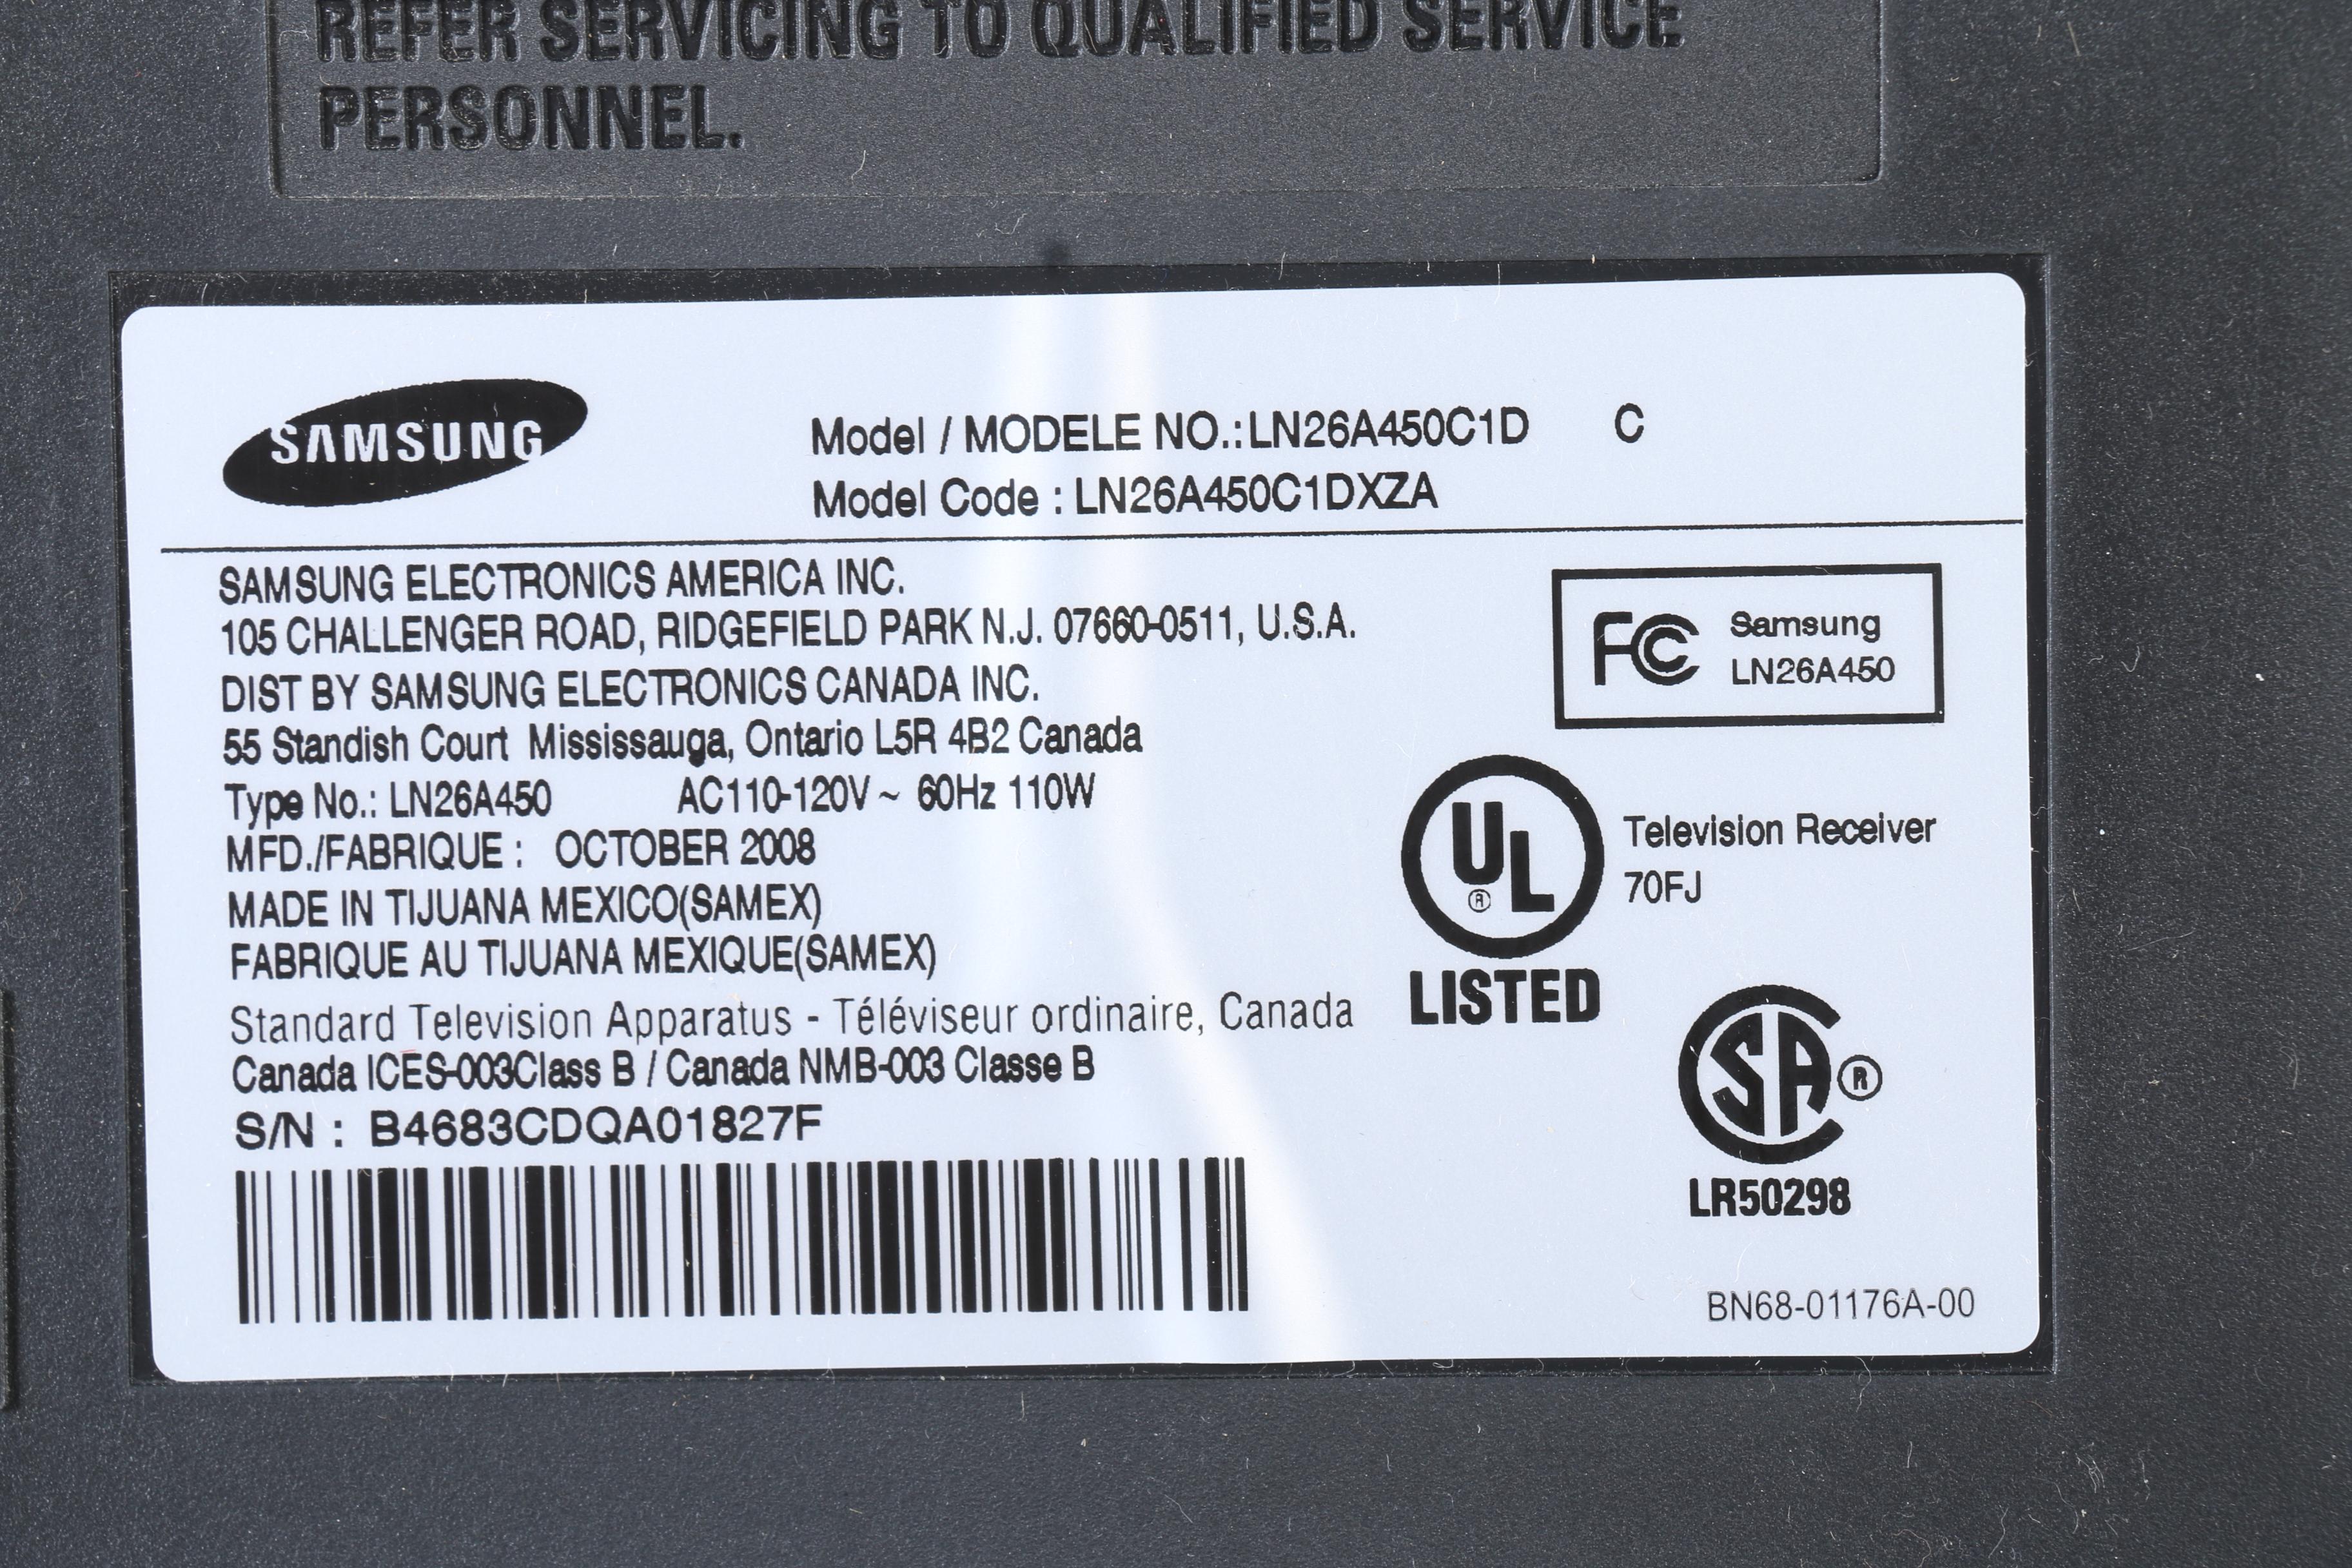 REFER SERVICING TO QUALIFIED SERVICE
PERSONNEL.
SAMSUNG
Model / MODELE NO.:LN26A450C1D C
Model Code : LN26A450C1DXZA
SAMSUNG ELECTRONICS AMERICA INC.
105 CHALLENGER ROAD, RIDGEFIELD PARK N.J. 07660-0511, U.S.A.
DIST BY SAMSUNG ELECTRONICS CANADA INC.
55 Standish Court Mississauga, Ontario L5R 4B2 Canada
Type No.: LN26A450 AC110-120V ~ 60Hz 110W
MFD./FABRIQUE : OCTOBER 2008
MADE IN TIJUANA MEXICO(SAMEX)
FABRIQUE AU TIJUANA MEXIQUE(SAMEX)
Standard Television Apparatus - Téléviseur ordinaire, Canada
Canada ICES-003Class B / Canada NMB-003 Classe B
S/N : B4683CDQA01827F
FC Samsung
LN26A450
UL ®
LISTED
Television Receiver
70FJ
CSA ®
LR50298
BN68-01176A-00